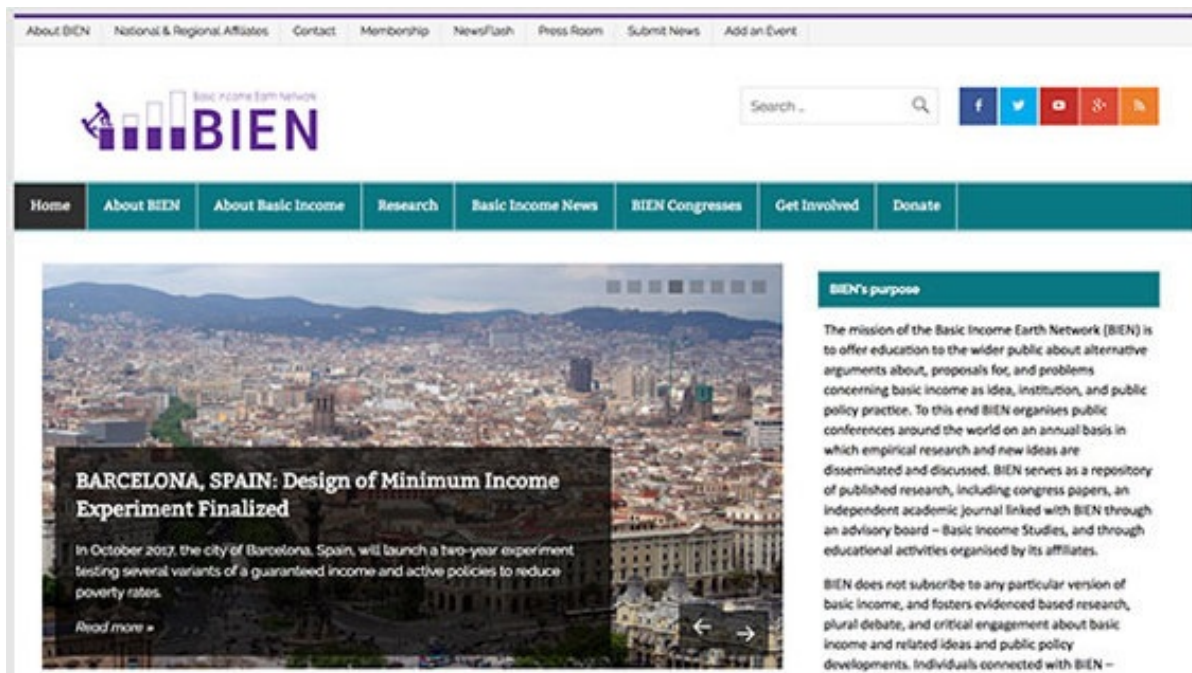 About BIEN National & Regional Affiliates Contact Membership NewsFlash Press Room Submit News Add an Event
Basic Income Earth Network
BIEN
Search ..
Home About BIEN About Basic Income Research Basic Income News BIEN Congresses Get Involved Donate
BARCELONA, SPAIN: Design of Minimum Income
Experiment Finalized
In October 2017, the city of Barcelona, Spain, will launch a two-year experiment
testing several variants of a guaranteed income and active policies to reduce
poverty rates.
Read more »
BIEN's purpose
The mission of the Basic Income Earth Network (BIEN) is
to offer education to the wider public about alternative
arguments about, proposals for, and problems
concerning basic income as idea, institution, and public
policy practice. To this end BIEN organises public
conferences around the world on an annual basis in
which empirical research and new ideas are
disseminated and discussed. BIEN serves as a repository
of published research, including congress papers, an
independent academic journal linked with BIEN through
an advisory board – Basic Income Studies, and through
educational activities organised by its affiliates.
BIEN does not subscribe to any particular version of
basic income, and fosters evidenced based research,
plural debate, and critical engagement about basic
income and related ideas and public policy
developments. Individuals connected with BIEN –